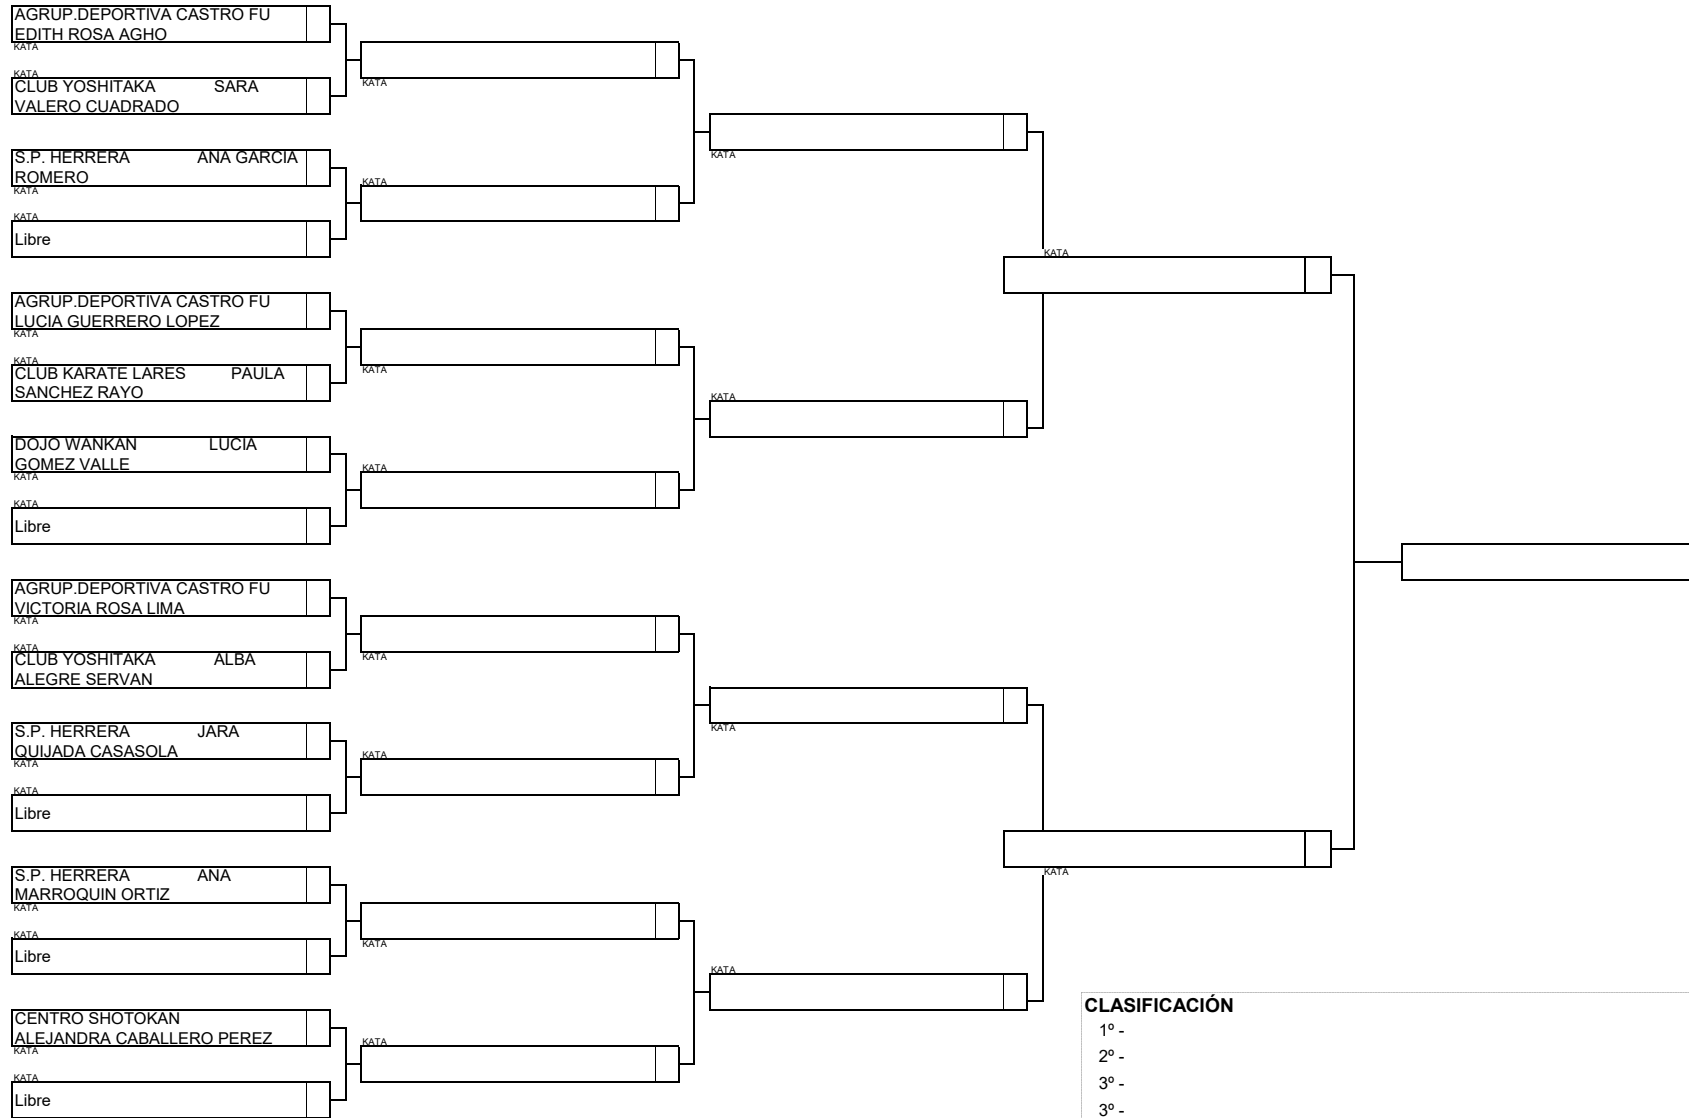 AGRUP.DEPORTIVA CASTRO FU
EDITH ROSA AGHO
KATA
KATA
CLUB YOSHITAKA SARA
VALERO CUADRADO
S.P. HERRERA ANA GARCIA
ROMERO
KATA
KATA
Libre
AGRUP.DEPORTIVA CASTRO FU
LUCIA GUERRERO LOPEZ
KATA
KATA
CLUB KARATE LARES PAULA
SANCHEZ RAYO
DOJO WANKAN LUCIA
GOMEZ VALLE
KATA
KATA
Libre
AGRUP.DEPORTIVA CASTRO FU
VICTORIA ROSA LIMA
KATA
KATA
CLUB YOSHITAKA ALBA
ALEGRE SERVAN
S.P. HERRERA JARA
QUIJADA CASASOLA
KATA
KATA
Libre
S.P. HERRERA ANA
MARROQUIN ORTIZ
KATA
KATA
Libre
CENTRO SHOTOKAN
ALEJANDRA CABALLERO PEREZ
KATA
KATA
Libre
KATA
KATA
KATA
KATA
KATA
KATA
KATA
KATA
KATA
KATA
KATA
KATA
KATA
KATA
CLASIFICACIÓN
1º -
2º -
3º -
3º -